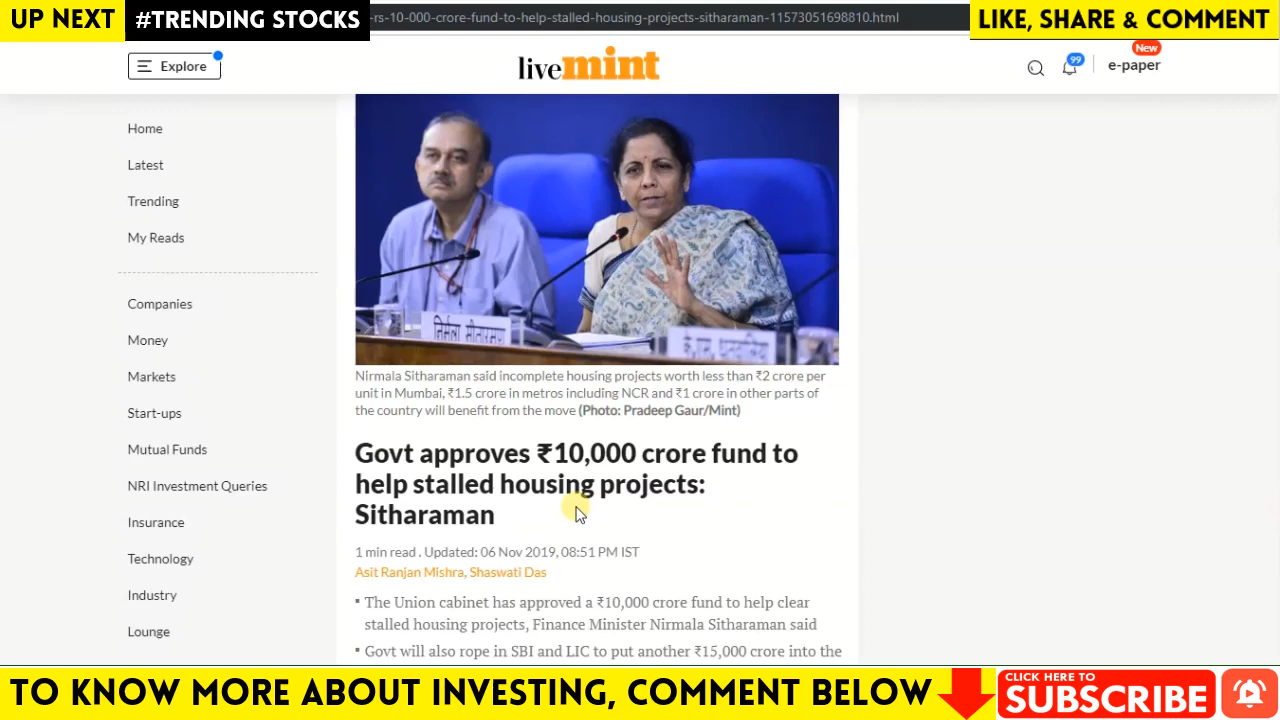 UP NEXT #TRENDING STOCKS
-rs-10-000-crore-fund-to-help-stalled-housing-projects-sitharaman-11573051698810.html
LIKE, SHARE & COMMENT
Explore
livemint
99
New
e-paper
Home
Latest
Trending
My Reads
Companies
Money
Markets
Start-ups
Mutual Funds
NRI Investment Queries
Insurance
Technology
Industry
Lounge
निर्मला सीतारमण
Nirmala Sitharaman said incomplete housing projects worth less than ₹2 crore per
unit in Mumbai, ₹1.5 crore in metros including NCR and ₹1 crore in other parts of
the country will benefit from the move (Photo: Pradeep Gaur/Mint)
Govt approves ₹10,000 crore fund to
help stalled housing projects:
Sitharaman
1 min read . Updated: 06 Nov 2019, 08:51 PM IST
Asit Ranjan Mishra, Shaswati Das
▪ The Union cabinet has approved a ₹10,000 crore fund to help clear
stalled housing projects, Finance Minister Nirmala Sitharaman said
▪ Govt will also rope in SBI and LIC to put another ₹15,000 crore into the
TO KNOW MORE ABOUT INVESTING, COMMENT BELOW
CLICK HERE TO
SUBSCRIBE